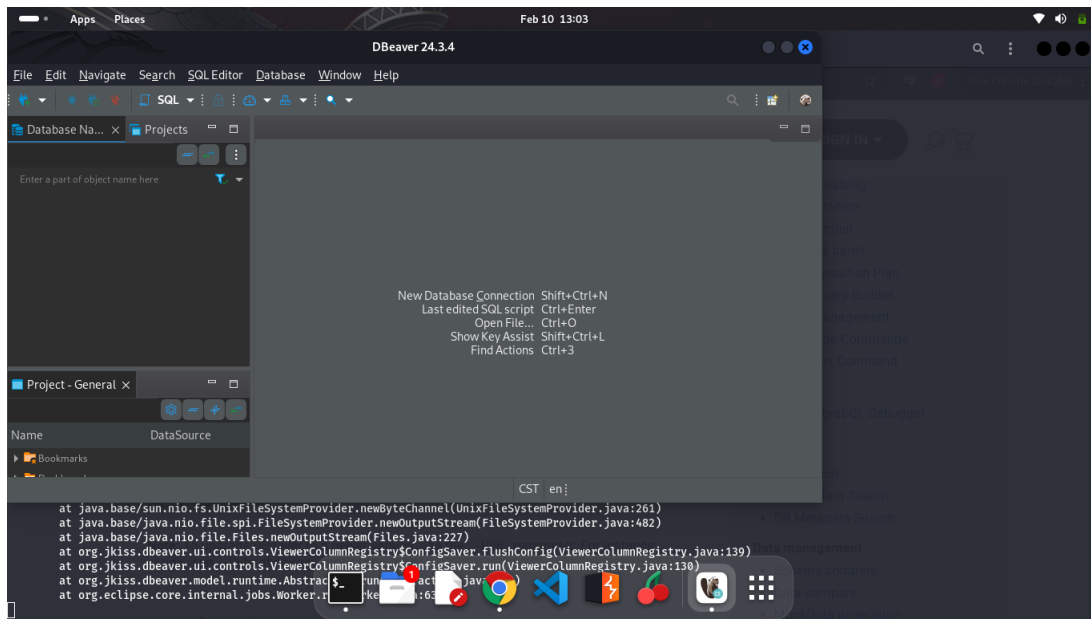 Apps Places Feb 10 13:03
DBeaver 24.3.4
File Edit Navigate Search SQL Editor Database Window Help
SQL
Database Na... Projects
Enter a part of object name here
SIGN IN
New Database Connection Shift+Ctrl+N
Last edited SQL script Ctrl+Enter
Open File... Ctrl+O
Show Key Assist Shift+Ctrl+L
Find Actions Ctrl+3
Project - General
Name DataSource
Bookmarks
CST en
at java.base/sun.nio.fs.UnixFileSystemProvider.newByteChannel(UnixFileSystemProvider.java:261)
at java.base/java.nio.file.spi.FileSystemProvider.newOutputStream(FileSystemProvider.java:482)
at java.base/java.nio.file.Files.newOutputStream(Files.java:227)
at org.jkiss.dbeaver.ui.controls.ViewerColumnRegistry$ConfigSaver.flushConfig(ViewerColumnRegistry.java:139)
at org.jkiss.dbeaver.ui.controls.ViewerColumnRegistry$ConfigSaver.run(ViewerColumnRegistry.java:130)
at org.jkiss.dbeaver.model.runtime.Abstrac
at org.eclipse.core.internal.jobs.Worker.r
$_
1
DB Metadata Search
Data management